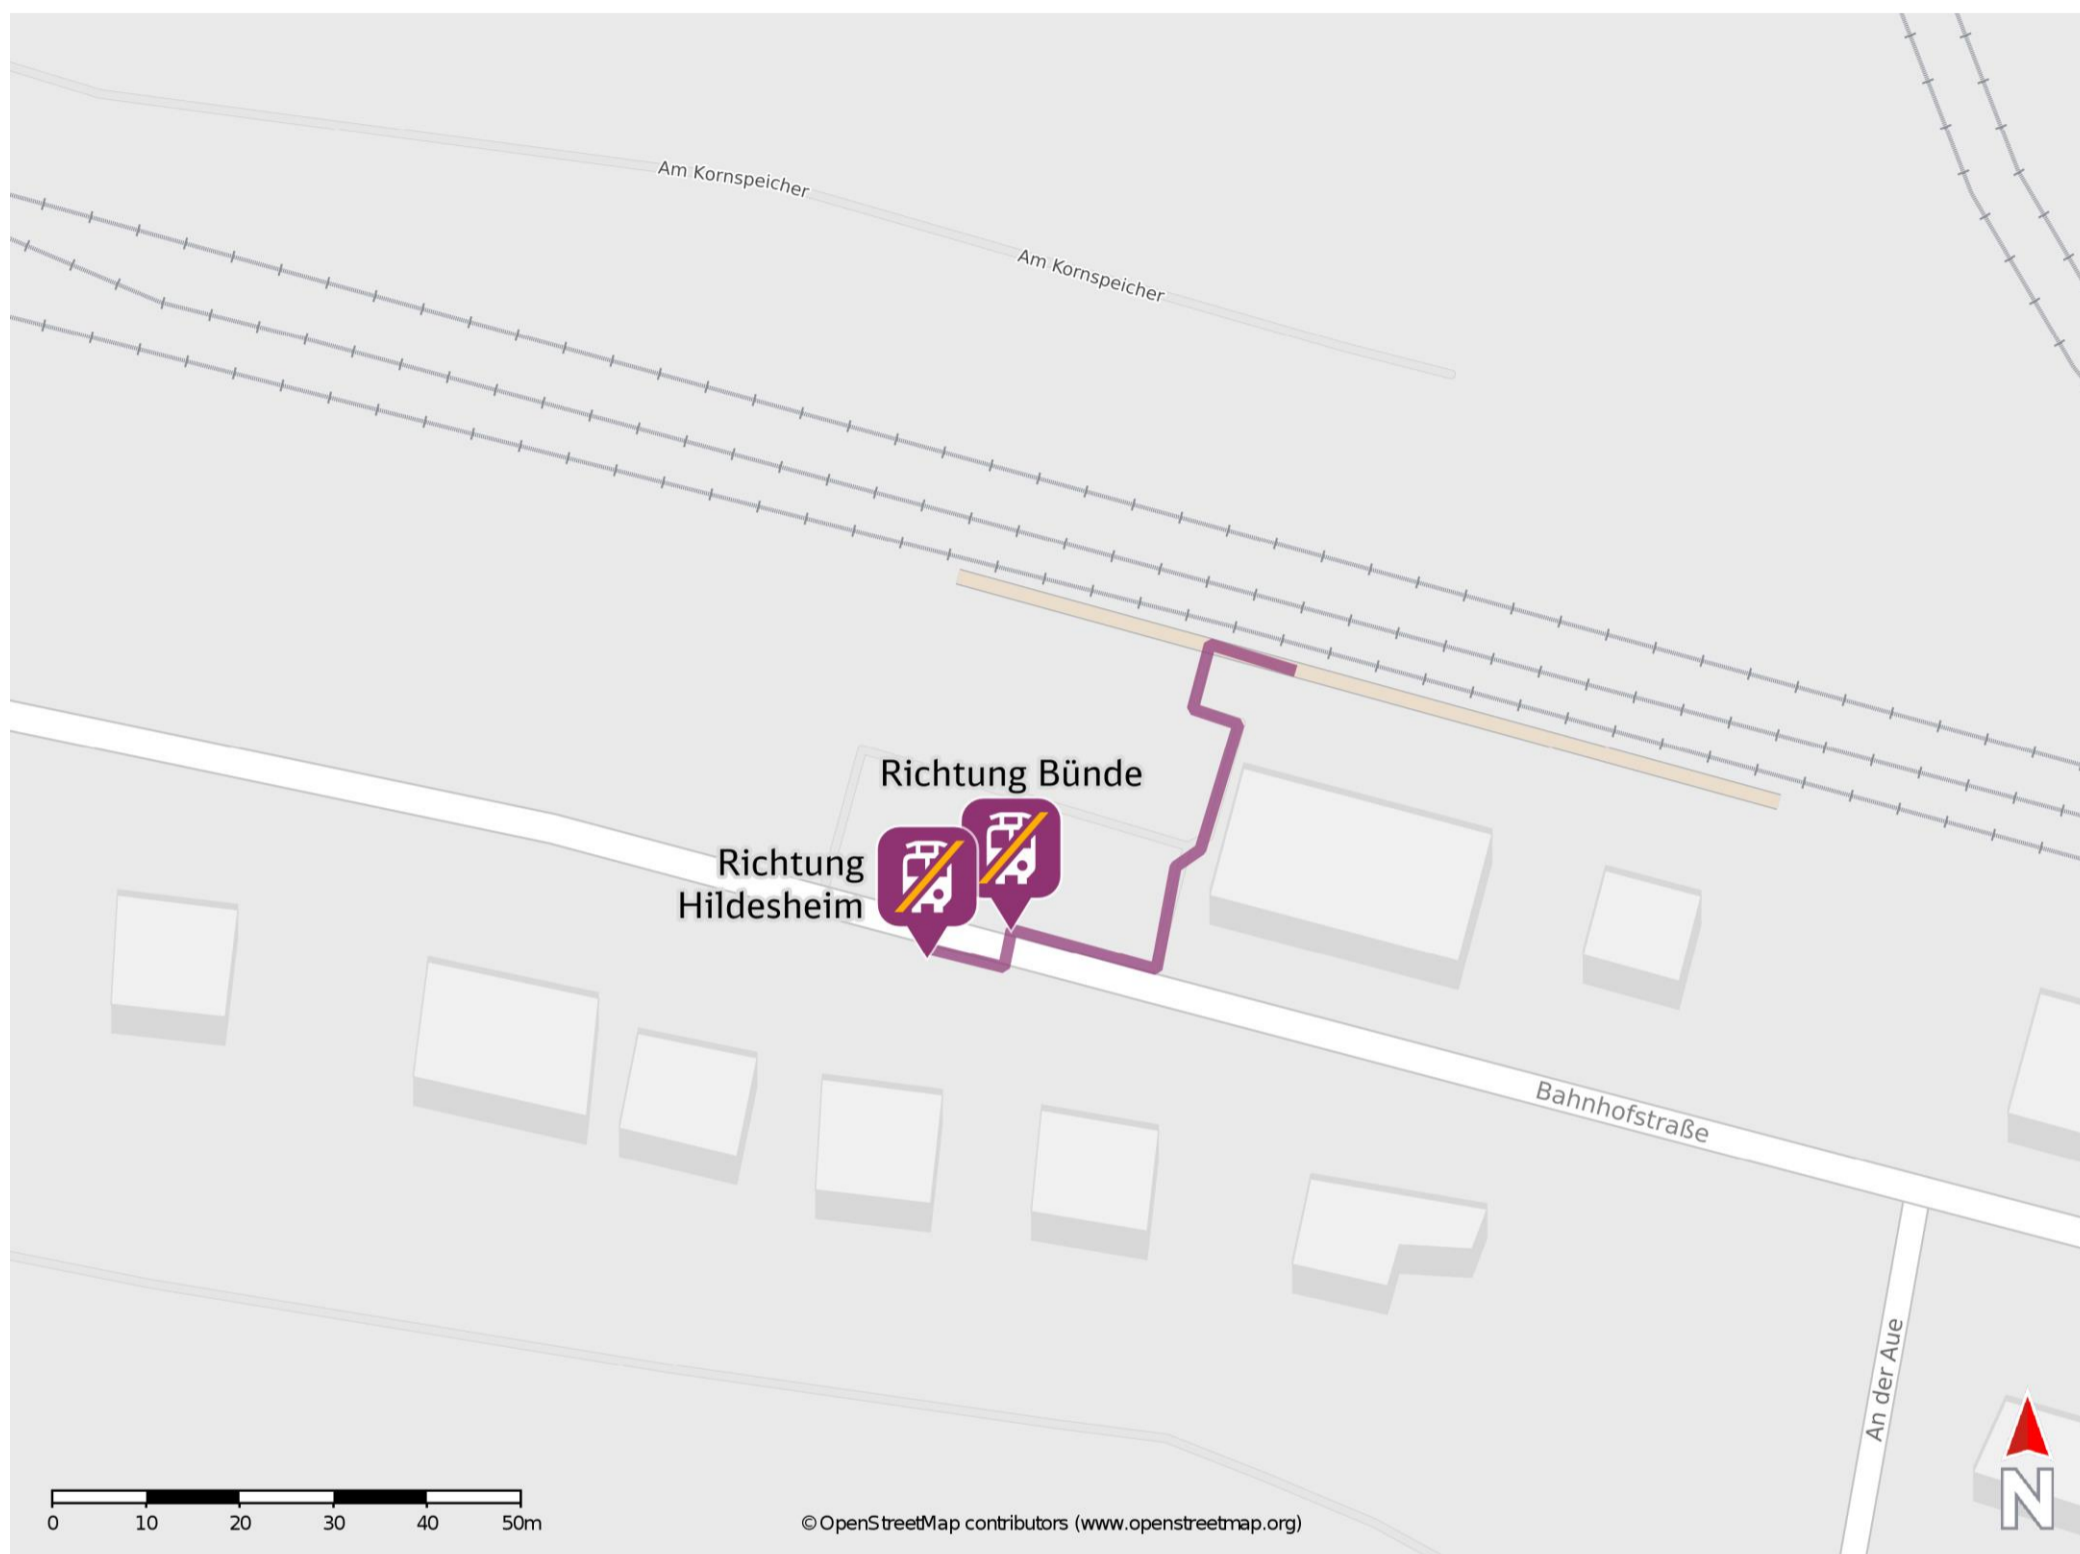 Am Kornspeicher
Am Kornspeicher
Richtung Bünde
Richtung
Hildesheim
Bahnhofstraße
An der Aue
N
0 10 20 30 40 50m
© OpenStreetMap contributors (www.openstreetmap.org)